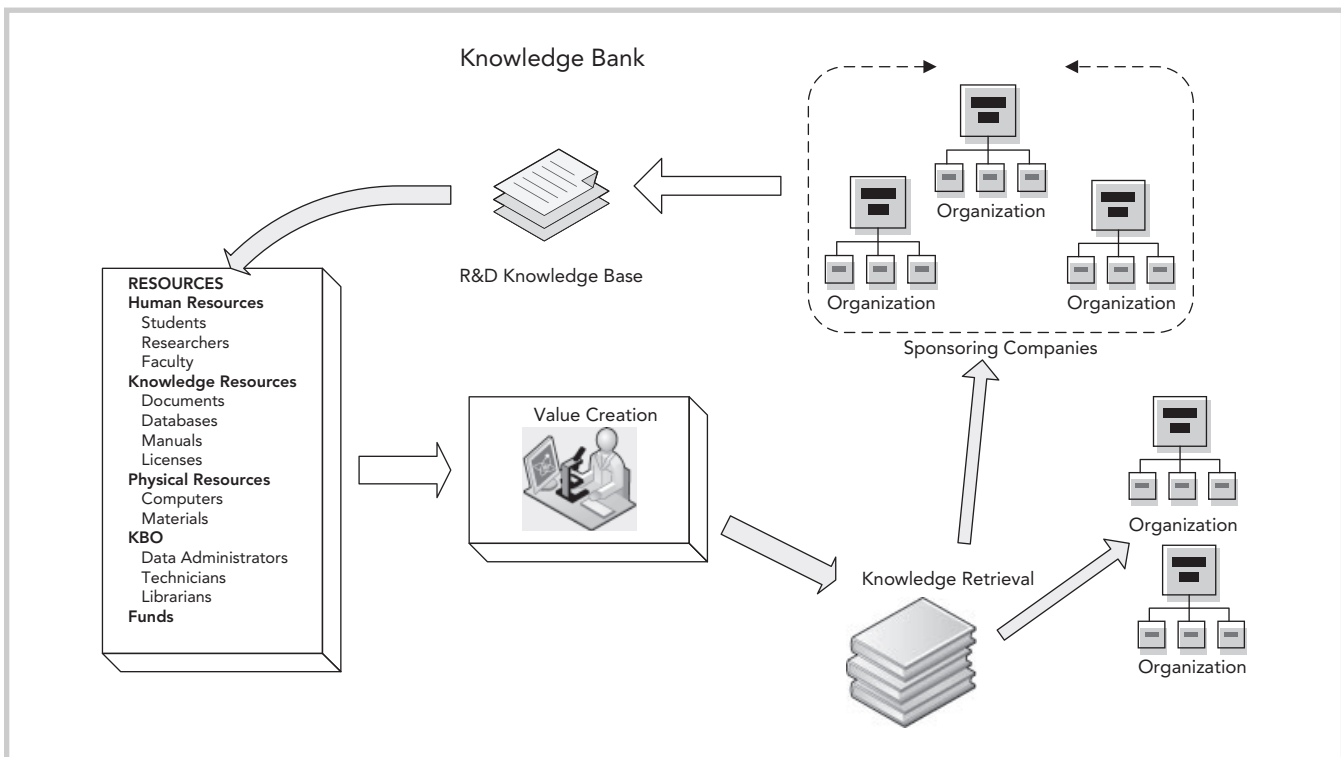 Knowledge Bank
Organization
Organization
Organization
Sponsoring Companies
R&D Knowledge Base
RESOURCES
Human Resources
Students
Researchers
Faculty
Knowledge Resources
Documents
Databases
Manuals
Licenses
Physical Resources
Computers
Materials
KBO
Data Administrators
Technicians
Librarians
Funds
Value Creation
Knowledge Retrieval
Organization
Organization